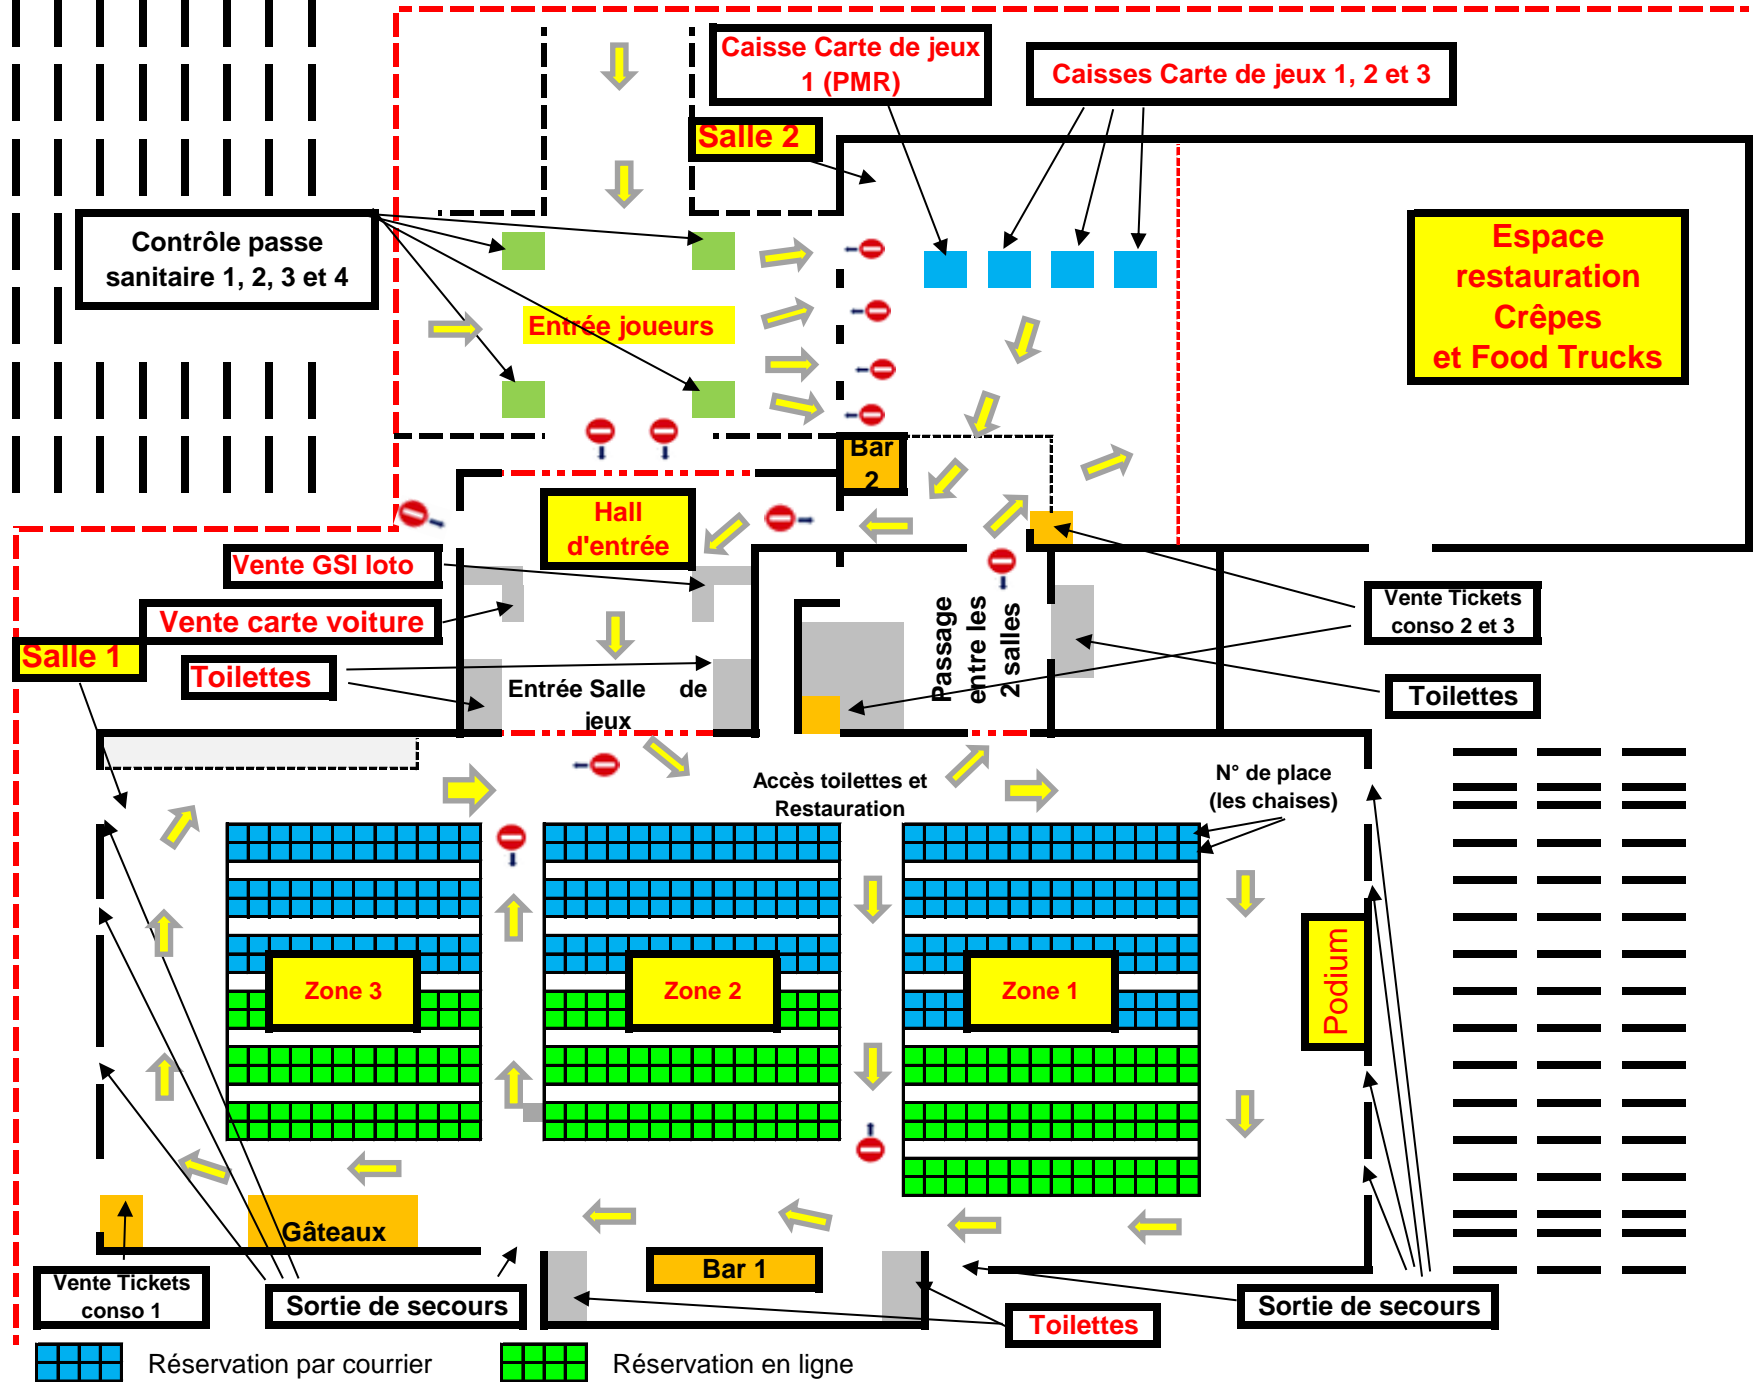 Caisse Carte de jeux
1 (PMR)
Caisses Carte de jeux 1, 2 et 3
Salle 2
Contrôle passe
sanitaire 1, 2, 3 et 4
Espace
restauration
Crêpes
et Food Trucks
Entrée joueurs
Bar
2
Hall
d'entrée
Vente GSI loto
Vente carte voiture
Salle 1
Toilettes
Entrée Salle de
jeux
Passage
entre les
2 salles
Vente Tickets
conso 2 et 3
Toilettes
Accès toilettes et
Restauration
N° de place
(les chaises)
Zone 3
Zone 2
Zone 1
Podium
Gâteaux
Bar 1
Vente Tickets
conso 1
Sortie de secours
Toilettes
Sortie de secours
Réservation par courrier
Réservation en ligne